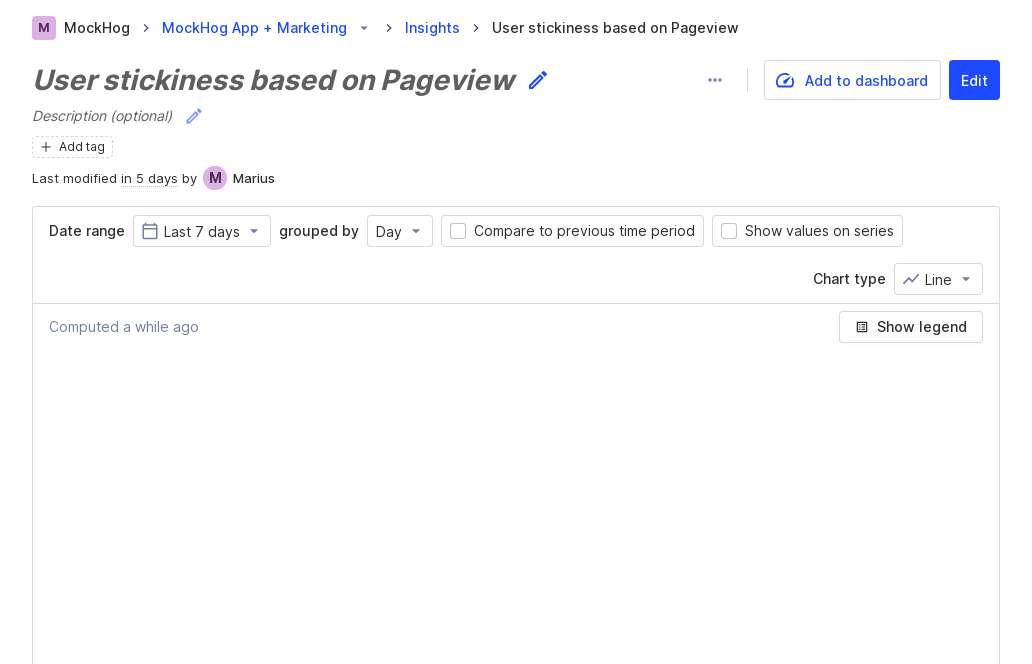 M MockHog MockHog App + Marketing Insights User stickiness based on Pageview
User stickiness based on Pageview Add to dashboard Edit
Description (optional)
Add tag
Last modified in 5 days by M Marius
Date range Last 7 days grouped by Day Compare to previous time period Show values on series
Chart type Line
Computed a while ago Show legend